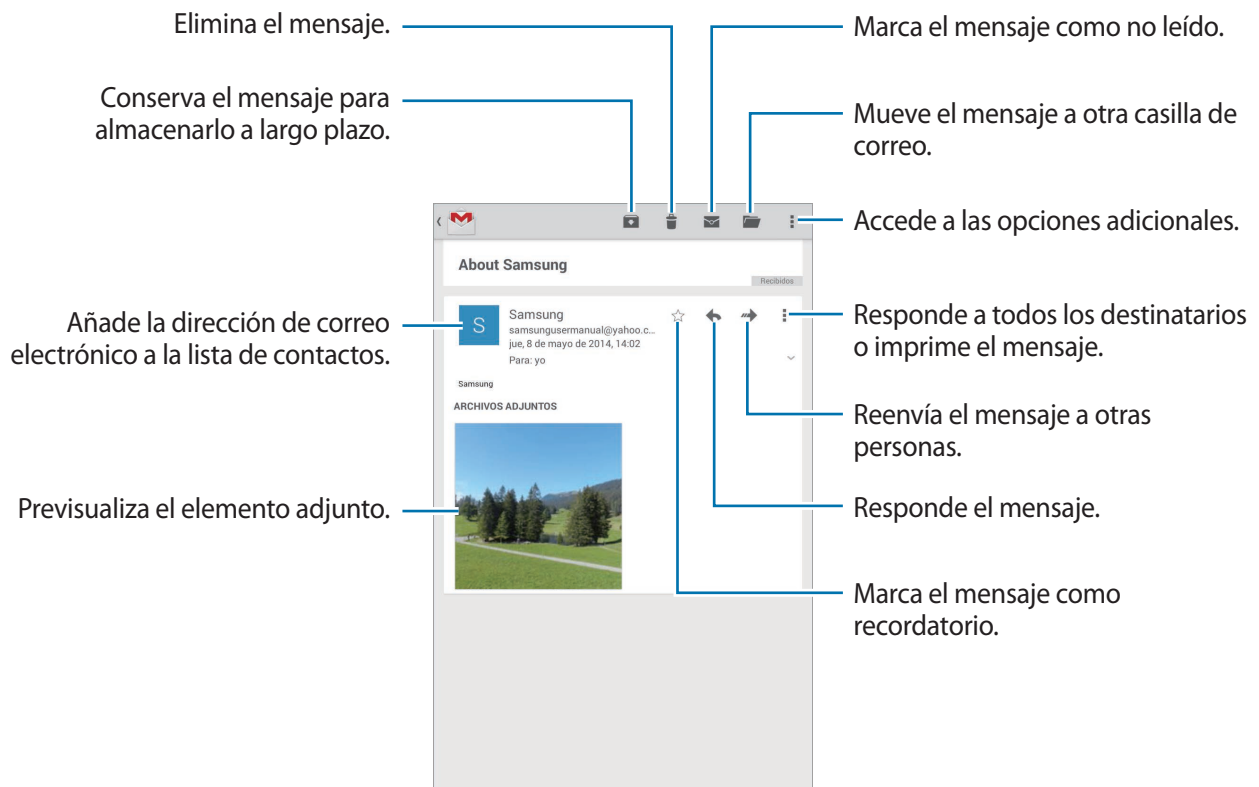 Elimina el mensaje.
Marca el mensaje como no leído.
Conserva el mensaje para
almacenarlo a largo plazo.
Mueve el mensaje a otra casilla de
correo.
Accede a las opciones adicionales.
About Samsung
Recibidos
Añade la dirección de correo
electrónico a la lista de contactos.
S
Samsung
samsungusermanual@yahoo.c...
jue, 8 de mayo de 2014, 14:02
Para: yo
Samsung
ARCHIVOS ADJUNTOS
Responde a todos los destinatarios
o imprime el mensaje.
Reenvía el mensaje a otras
personas.
Previsualiza el elemento adjunto.
Responde el mensaje.
Marca el mensaje como
recordatorio.